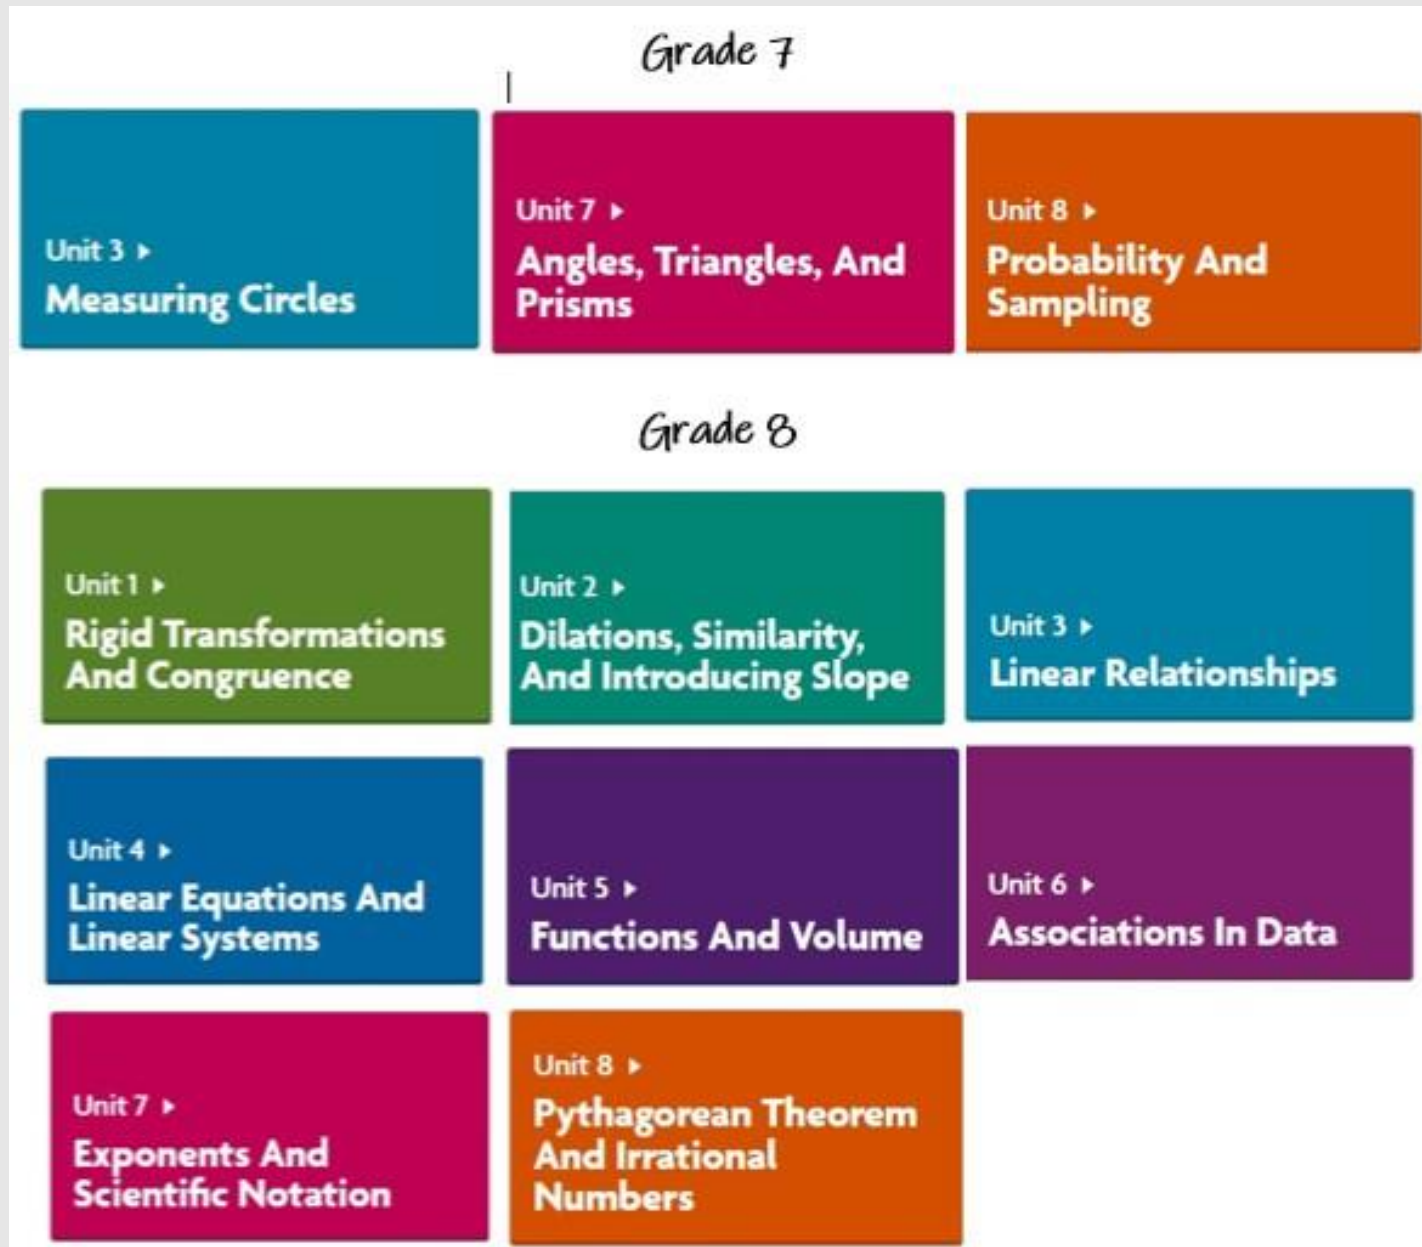 Grade 7
Unit 3
Measuring Circles
Unit 7
Angles, Triangles, And
Prisms
Unit 8
Probability And
Sampling
Grade 8
Unit 1
Rigid Transformations
And Congruence
Unit 2
Dilations, Similarity,
And Introducing Slope
Unit 3
Linear Relationships
Unit 4
Linear Equations And
Linear Systems
Unit 5
Functions And Volume
Unit 6
Associations In Data
Unit 7
Exponents And
Scientific Notation
Unit 8
Pythagorean Theorem
And Irrational
Numbers